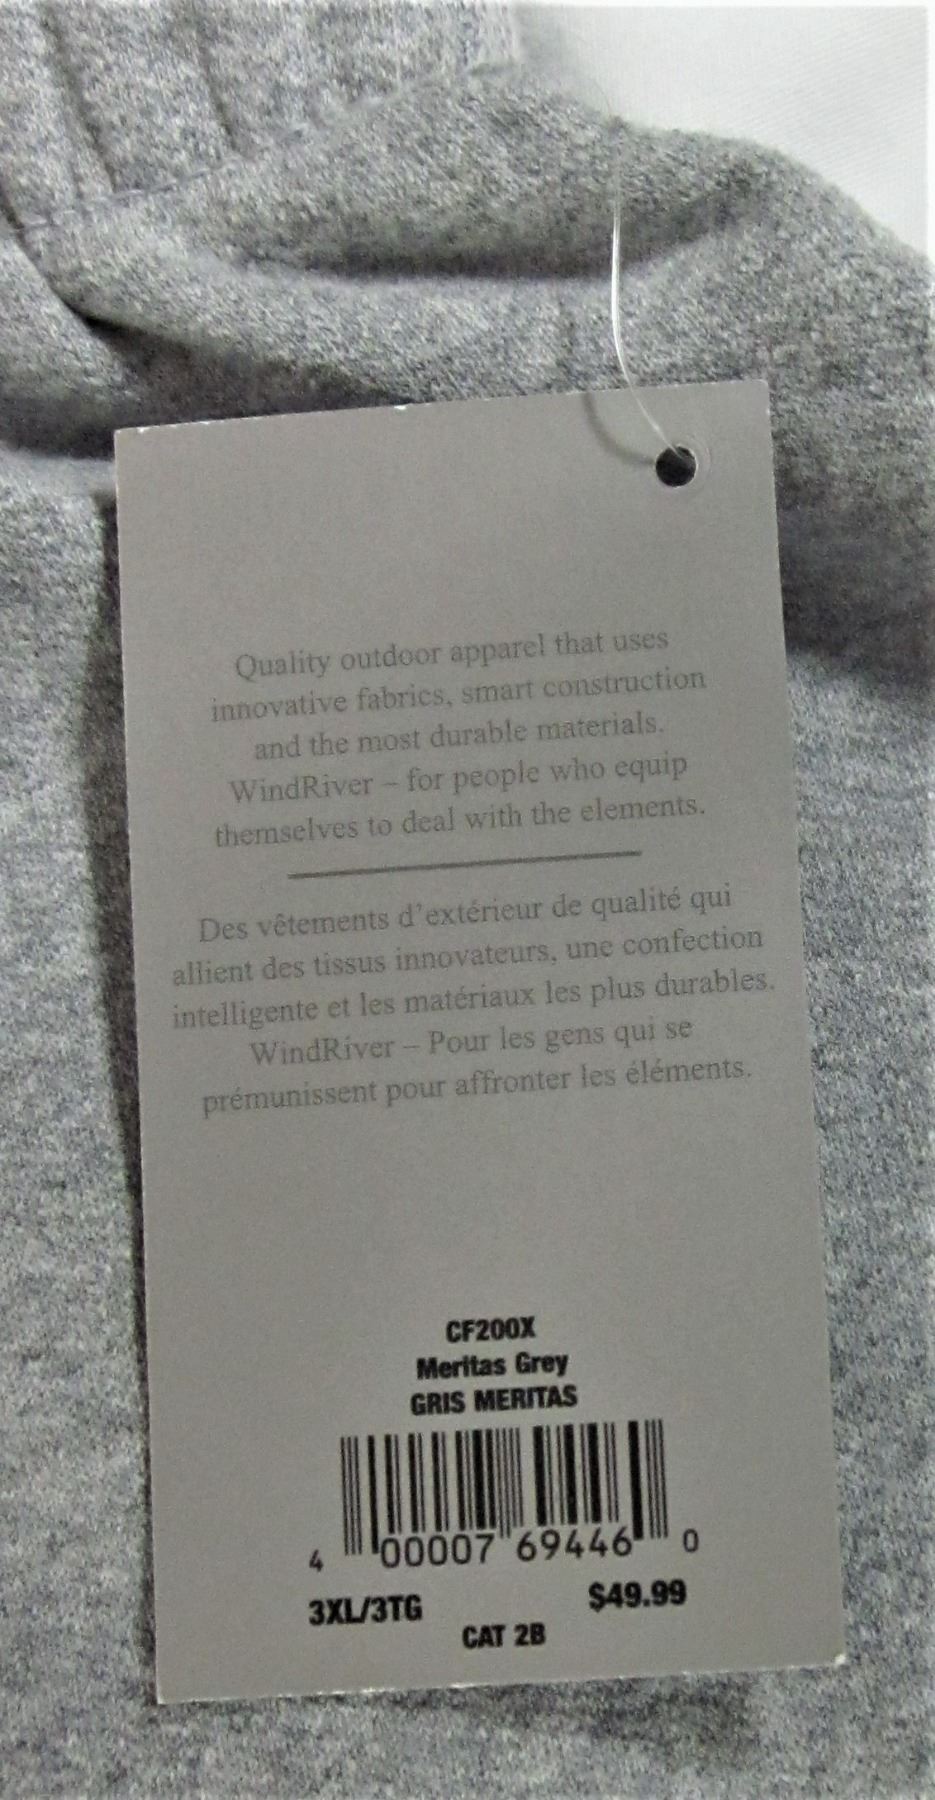 Quality outdoor apparel that uses
innovative fabrics, smart construction
and the most durable materials.
WindRiver – for people who equip
themselves to deal with the elements.
Des vêtements d'extérieur de qualité qui
allient des tissus innovateurs, une confection
intelligente et les matériaux les plus durables.
WindRiver – Pour les gens qui se
prémunissent pour affronter les éléments.
CF200X
Meritas Grey
GRIS MERITAS
4 00007 69446 0
3XL/3TG $49.99
CAT 2B